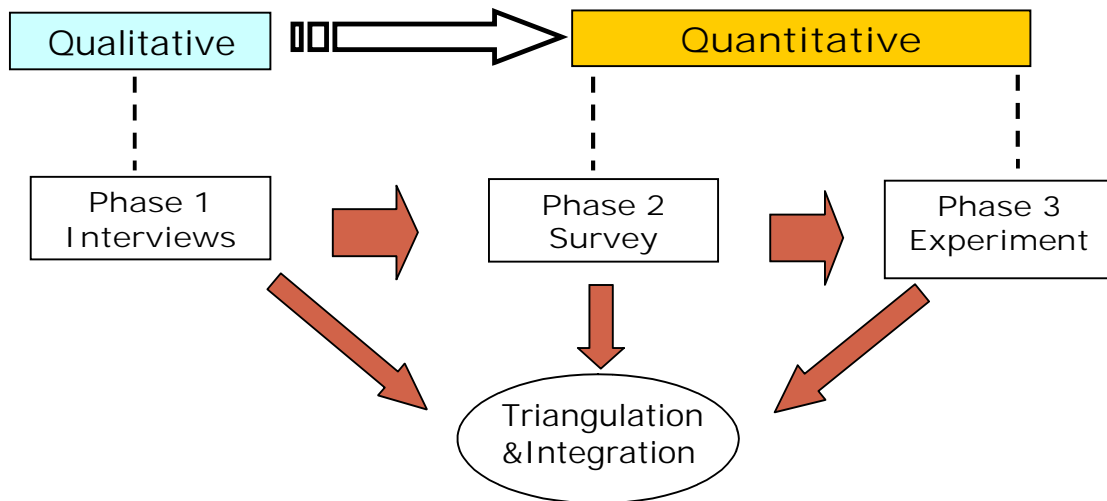 Qualitative
Quantitative
Phase 1
Interviews
Phase 2
Survey
Phase 3
Experiment
Triangulation
&Integration